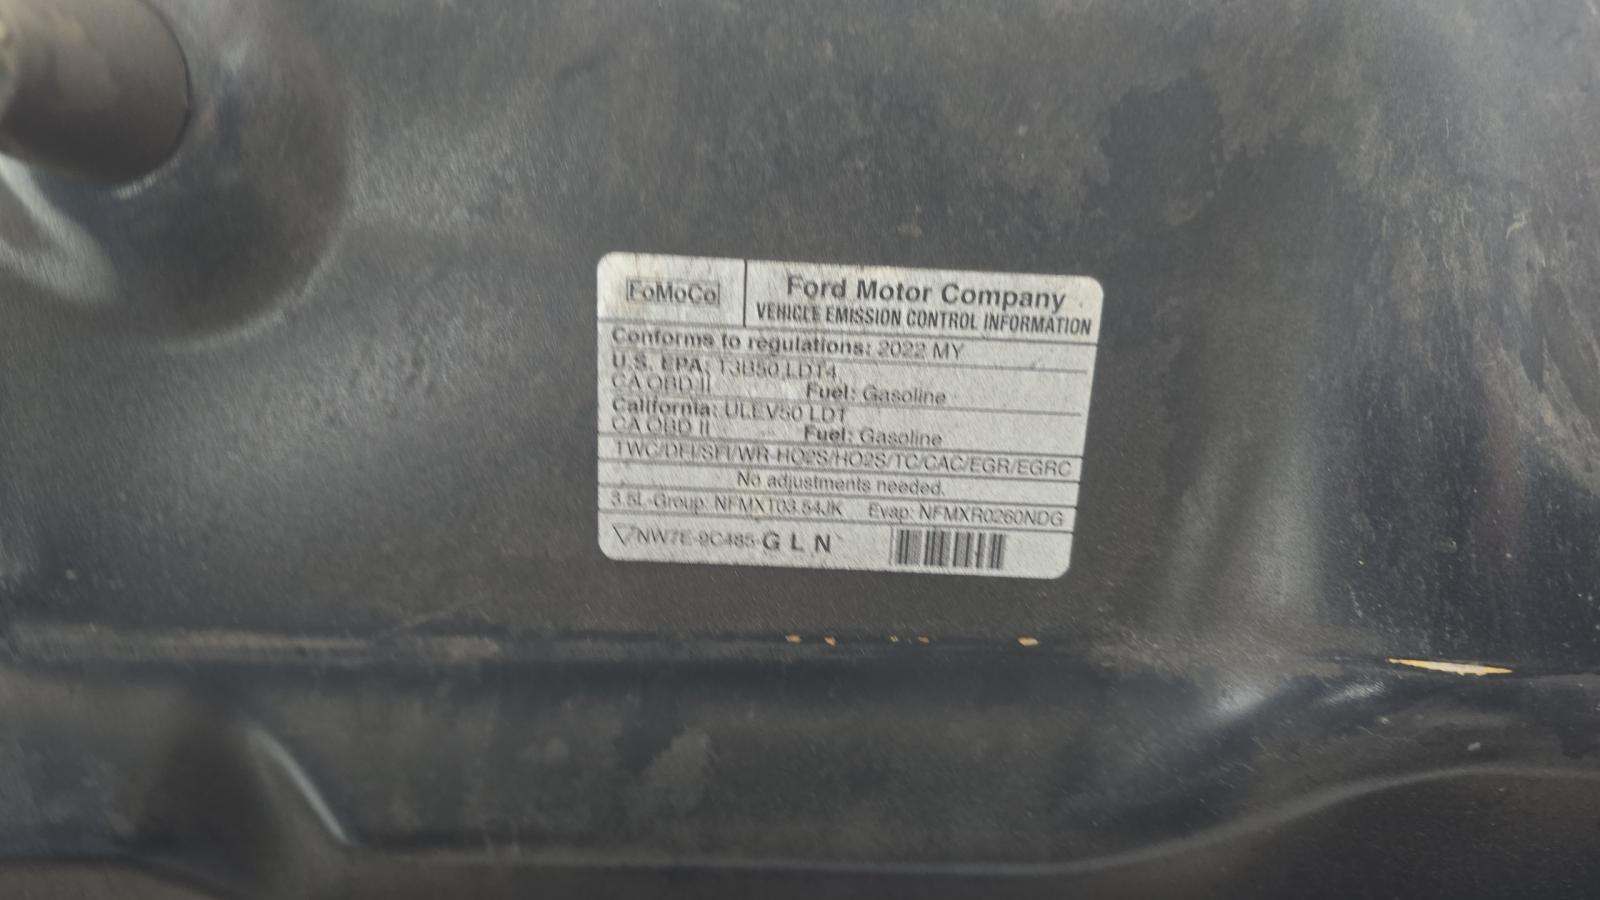 FoMoCo
Ford Motor Company
VEHICLE EMISSION CONTROL INFORMATION
Conforms to regulations: 2022 MY
U.S. EPA: T3B50 LDT4
CA OBD II Fuel: Gasoline
California: ULEV50 LDT
CA OBD II Fuel: Gasoline
TWC/DFI/SFI/WR-HO2S/HO2S/TC/CAC/EGR/EGRC
No adjustments needed.
3.5L-Group: NFMXT03.54JK Evap: NFMXR0260NDG
NW7E-9C485-G L N